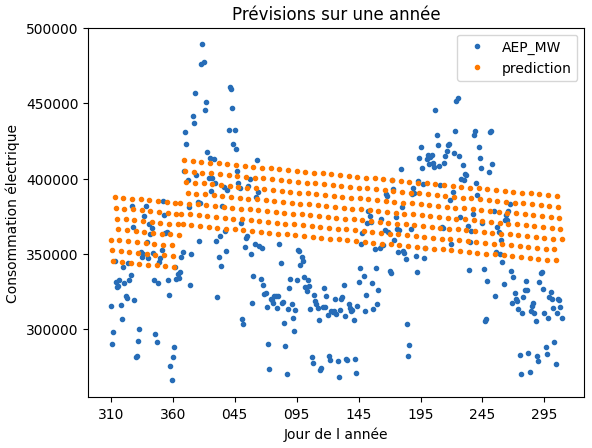 Prévisions sur une année
AEP_MW
prediction
500000
450000
400000
350000
300000
Consommation électrique
310 360 045 095 145 195 245 295
Jour de l année